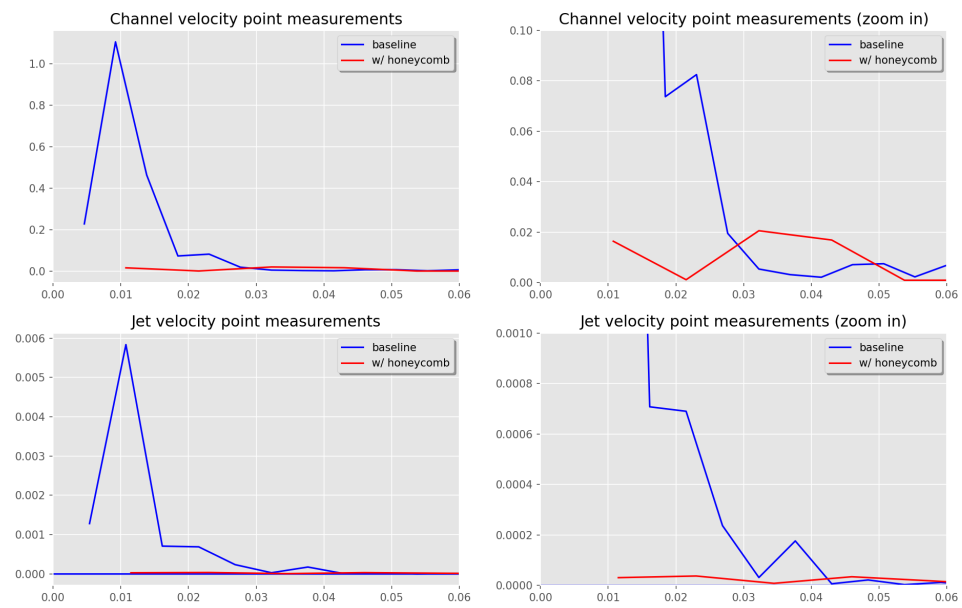 Channel velocity point measurements
baseline
w/ honeycomb
1.0
0.8
0.6
0.4
0.2
0.0
0.00 0.01 0.02 0.03 0.04 0.05 0.06
Channel velocity point measurements (zoom in)
baseline
w/ honeycomb
0.10
0.08
0.06
0.04
0.02
0.00
0.00 0.01 0.02 0.03 0.04 0.05 0.06
Jet velocity point measurements
baseline
w/ honeycomb
0.006
0.005
0.004
0.003
0.002
0.001
0.000
0.00 0.01 0.02 0.03 0.04 0.05 0.06
Jet velocity point measurements (zoom in)
baseline
w/ honeycomb
0.0010
0.0008
0.0006
0.0004
0.0002
0.0000
0.00 0.01 0.02 0.03 0.04 0.05 0.06